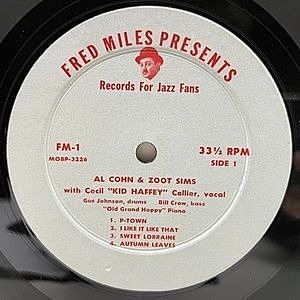 FRED MILES PRESENTS
Records For Jazz Fans
FM-1
MO8P-3226
33⅓ RPM
SIDE 1
AL COHN & ZOOT SIMS
with Cecil "KID HAFFEY" Collier, vocal
Gus Johnson, drums Bill Crow, bass
"Old Grand Happy" Piano
1. P-TOWN
2. I LIKE IT LIKE THAT
3. SWEET LORRAINE
4. AUTUMN LEAVES